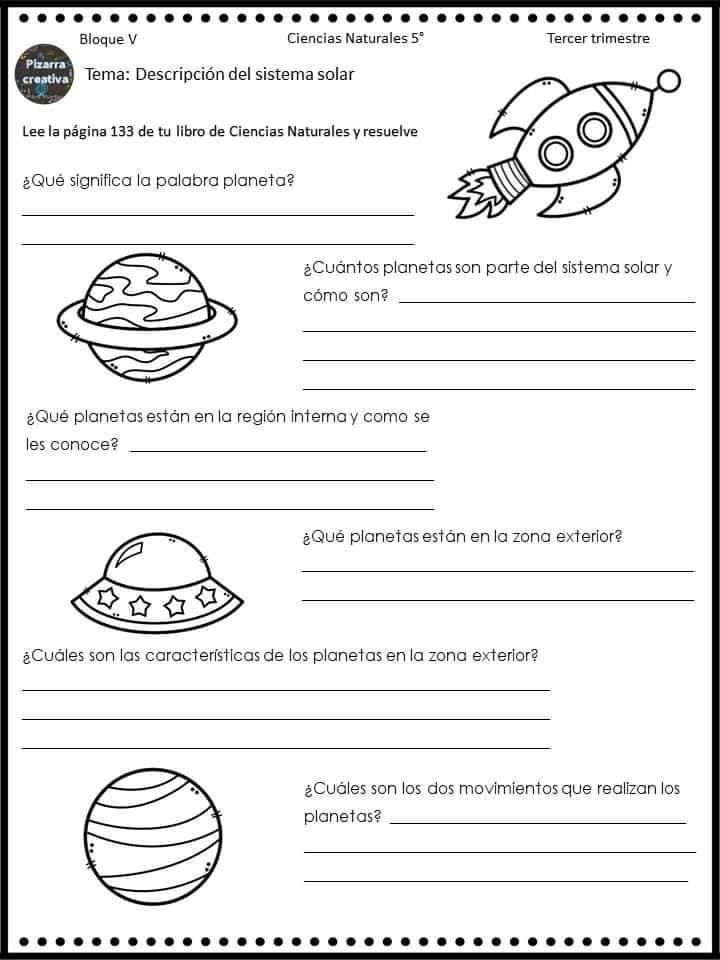 Bloque V
Ciencias Naturales 5°
Tercer trimestre
Pizarra
creativa
Tema: Descripción del sistema solar
Lee la página 133 de tu libro de Ciencias Naturales y resuelve
¿Qué significa la palabra planeta?
¿Cuántos planetas son parte del sistema solar y
cómo son?
¿Qué planetas están en la región interna y como se
les conoce?
¿Qué planetas están en la zona exterior?
¿Cuáles son las características de los planetas en la zona exterior?
¿Cuáles son los dos movimientos que realizan los
planetas?